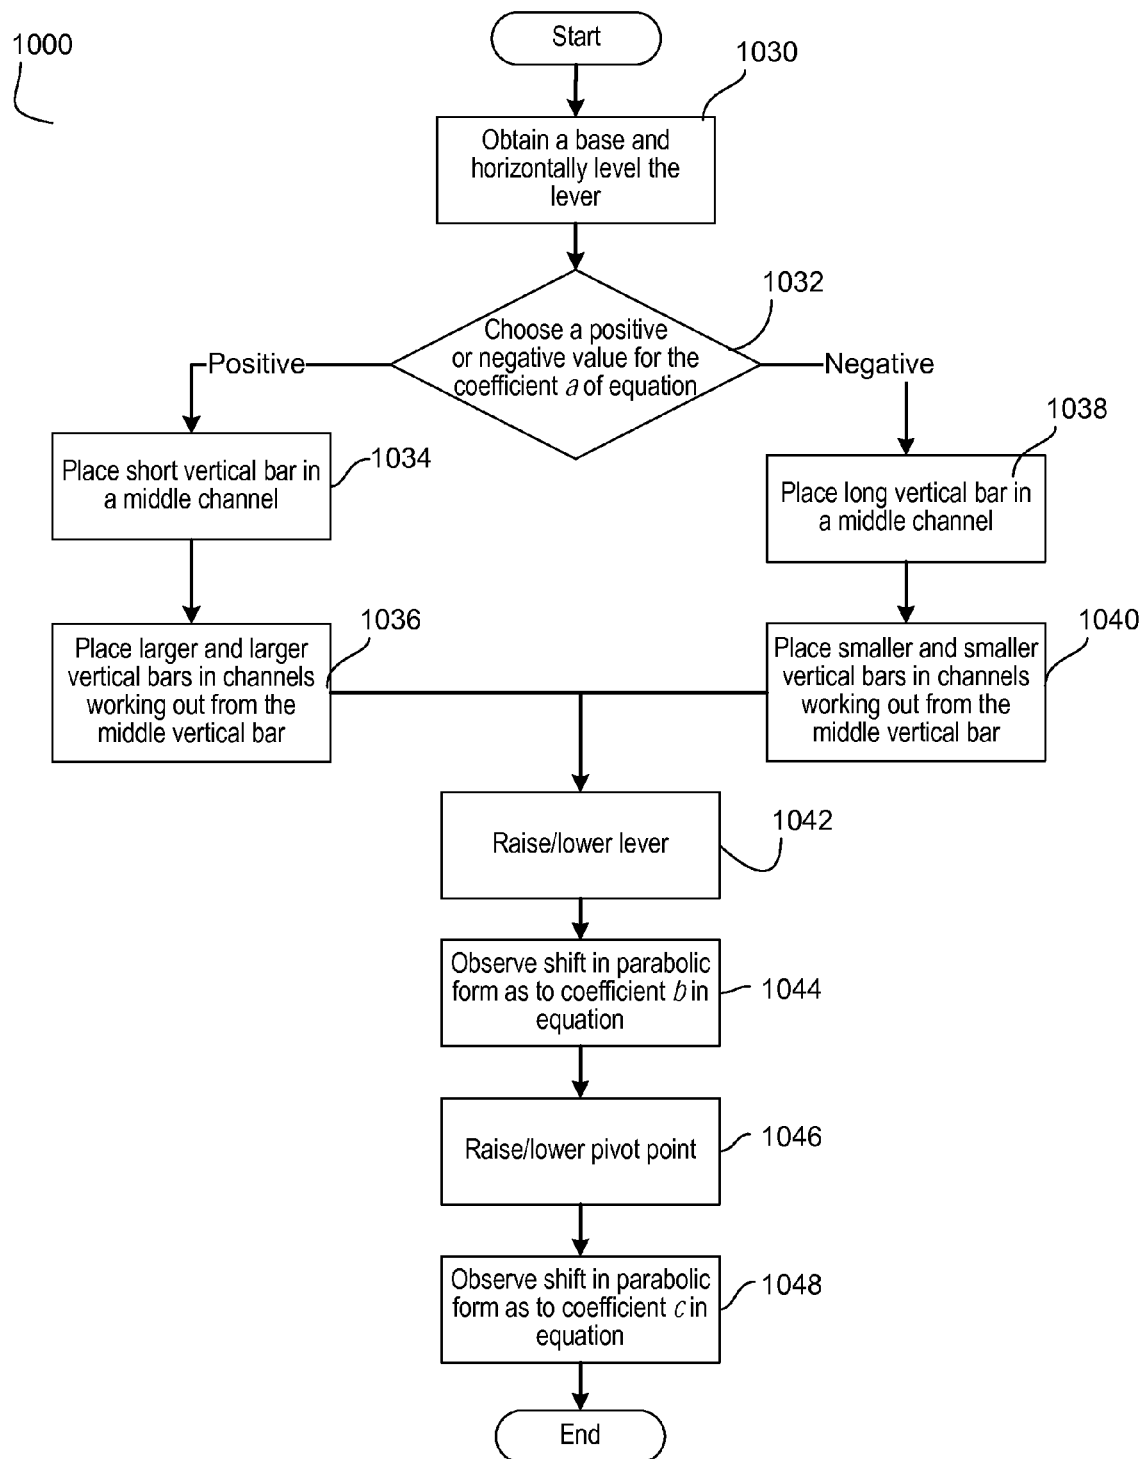 1000
Start
1030
Obtain a base and
horizontally level the
lever
1032
Choose a positive
or negative value for the
coefficient a of equation
Positive
Negative
1034
Place short vertical bar in
a middle channel
1038
Place long vertical bar in
a middle channel
1036
Place larger and larger
vertical bars in channels
working out from the
middle vertical bar
1040
Place smaller and smaller
vertical bars in channels
working out from the
middle vertical bar
1042
Raise/lower lever
Observe shift in parabolic
form as to coefficient b in
equation
1044
Raise/lower pivot point
1046
Observe shift in parabolic
form as to coefficient c in
equation
1048
End